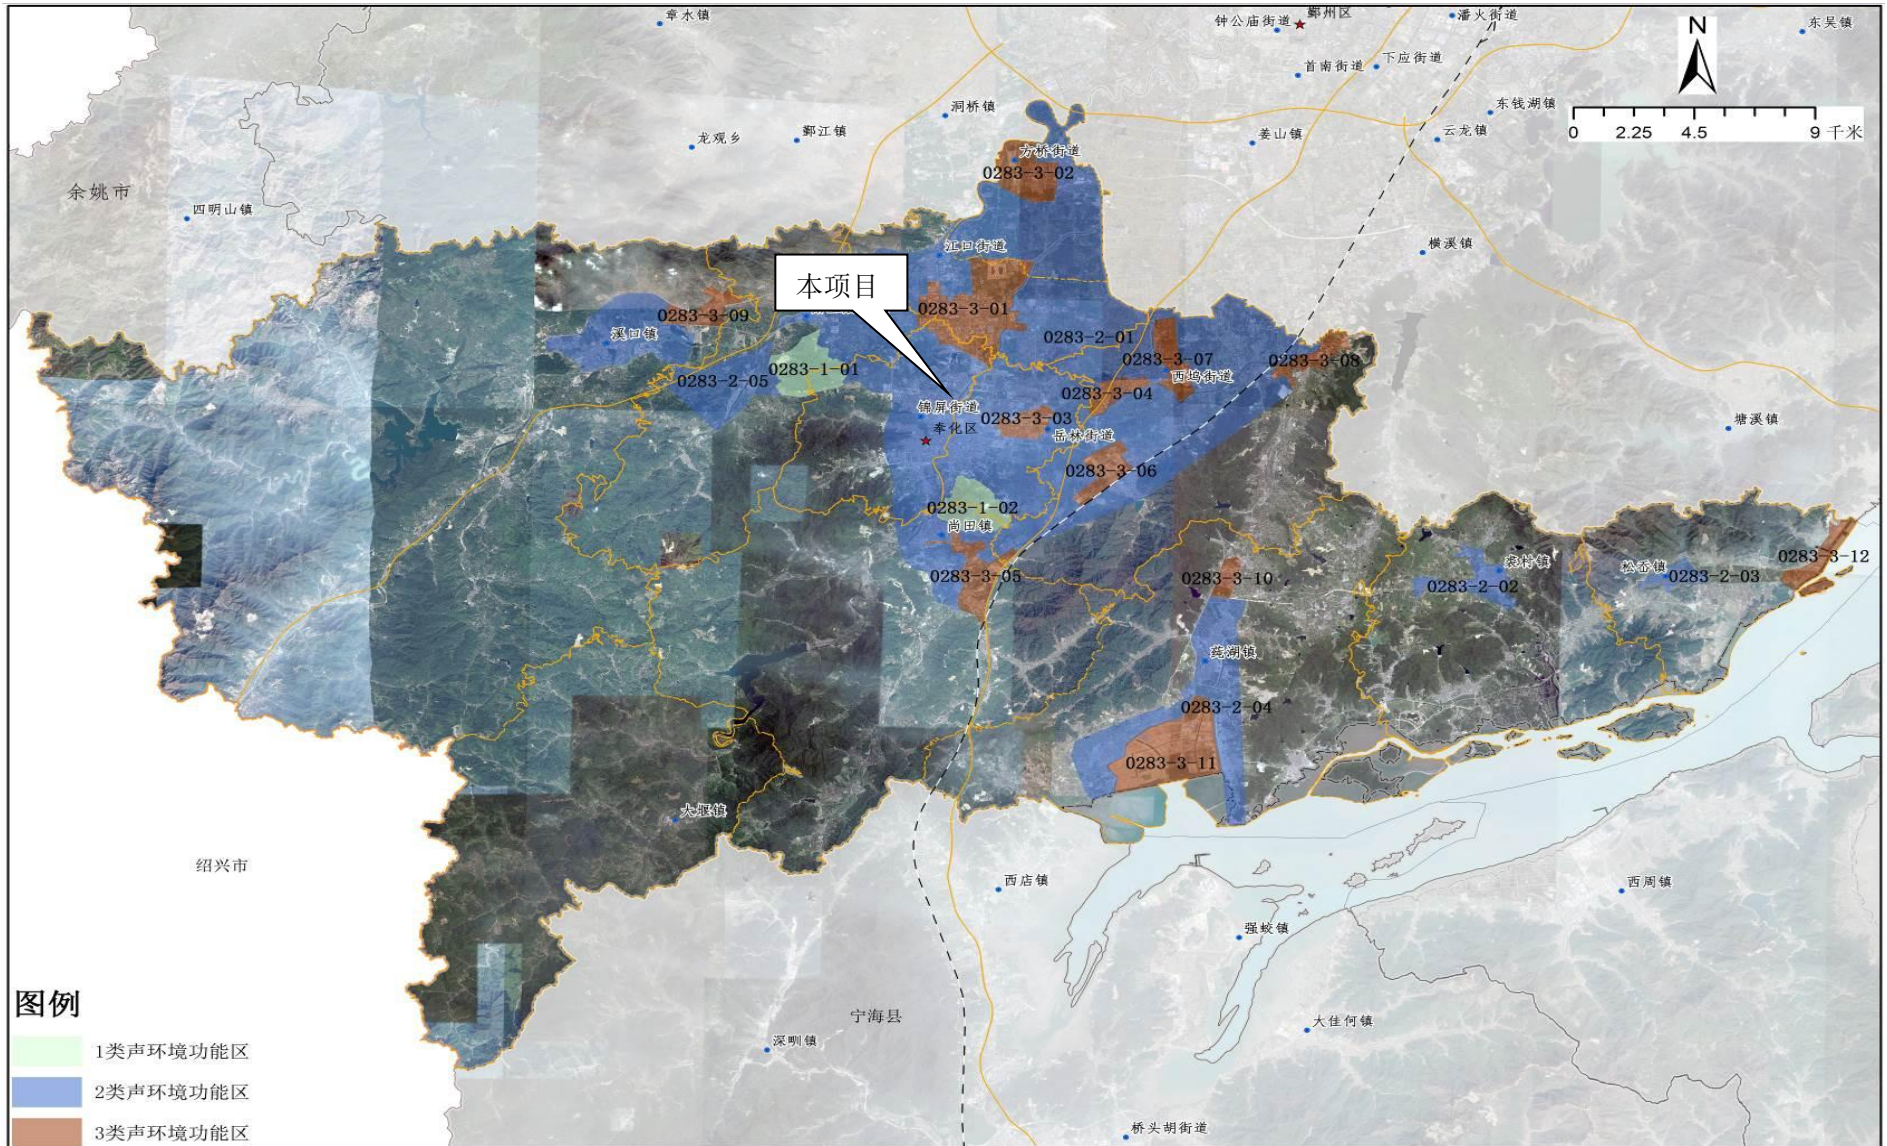 章水镇
钟公庙街道
鄞州区
潘火街道
东吴镇
首南街道
下应街道
N
洞桥镇
东钱湖镇
龙观乡
鄞江镇
姜山镇
云龙镇
0 2.25 4.5 9 千米
方桥街道
0283-3-02
余姚市
四明山镇
横溪镇
江口街道
本项目
0283-3-09
0283-3-01
溪口镇
0283-2-01
0283-3-07
0283-3-08
0283-2-05
0283-1-01
西坞街道
0283-3-04
锦屏街道
0283-3-03
奉化区
岳林街道
塘溪镇
0283-3-06
0283-1-02
尚田镇
0283-3-05
0283-3-10
裘村镇
0283-2-02
松岙镇
0283-2-03
0283-3-12
莼湖镇
0283-2-04
0283-3-11
大堰镇
绍兴市
西店镇
西周镇
强蛟镇
图例
宁海县
大佳何镇
深甽镇
1类声环境功能区
2类声环境功能区
3类声环境功能区
桥头胡街道